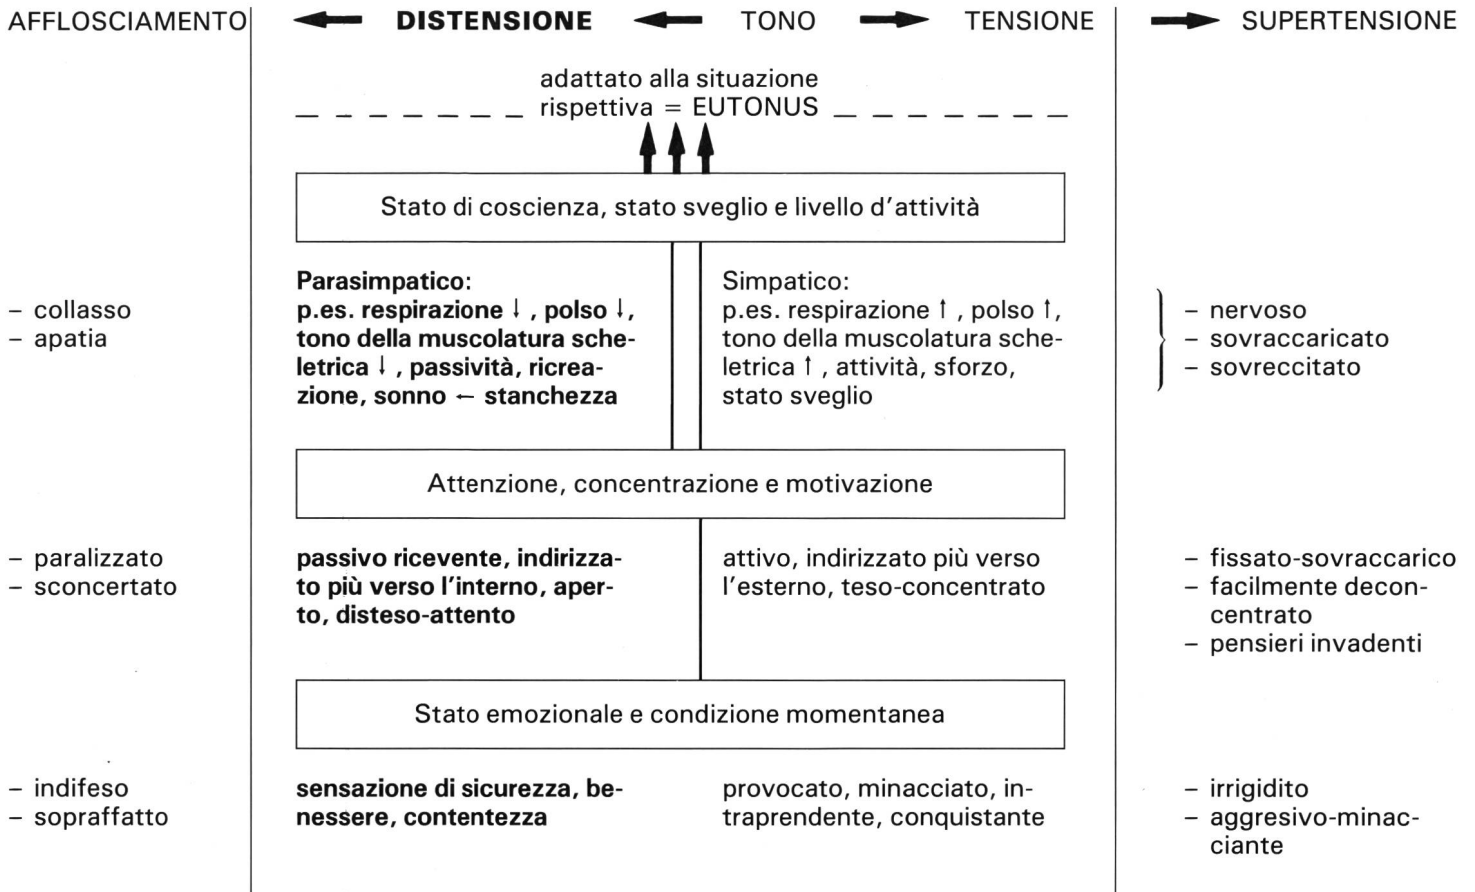 AFFLOSCIAMENTO ← DISTENSIONE ← TONO → TENSIONE → SUPERTENSIONE
adattato alla situazione
rispettiva = EUTONUS
Stato di coscienza, stato sveglio e livello d'attività
– collasso
– apatia
Parasimpatico:
p.es. respirazione ↓, polso ↓,
tono della muscolatura sche-
letrica ↓, passività, ricrea-
zione, sonno ← stanchezza
Simpatico:
p.es. respirazione ↑, polso ↑,
tono della muscolatura sche-
letrica ↑, attività, sforzo,
stato sveglio
– nervoso
– sovraccaricato
– sovreccitato
Attenzione, concentrazione e motivazione
– paralizzato
– sconcertato
passivo ricevente, indirizza-
to più verso l'interno, aper-
to, disteso-attento
attivo, indirizzato più verso
l'esterno, teso-concentrato
– fissato-sovraccarico
– facilmente decon-
centrato
– pensieri invadenti
Stato emozionale e condizione momentanea
– indifeso
– sopraffatto
sensazione di sicurezza, be-
nessere, contentezza
provocato, minacciato, in-
traprendente, conquistante
– irrigidito
– aggresivo-minac-
ciante